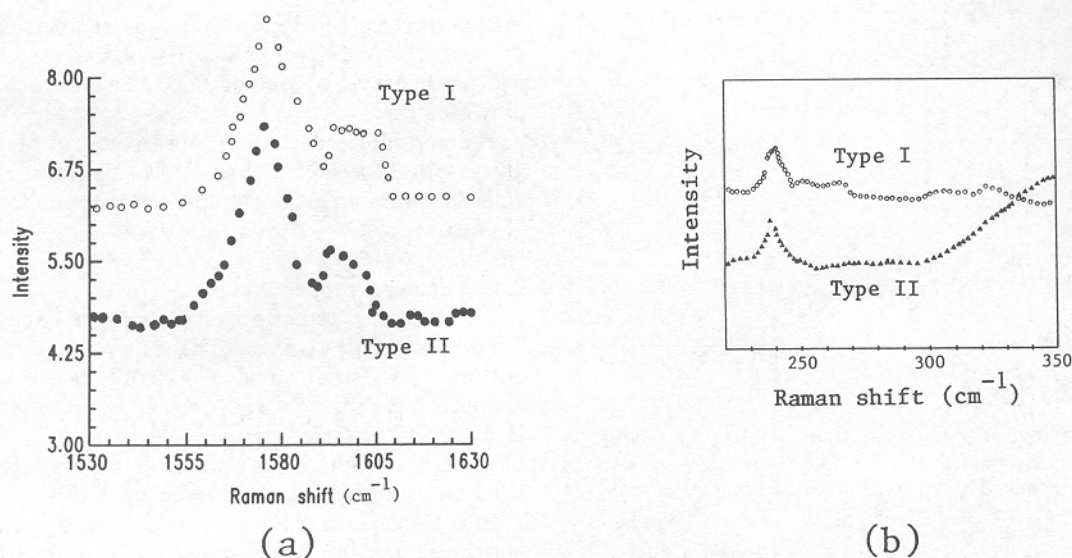 8.00
6.75
5.50
4.25
3.00
Intensity
Type I
Type II
1530 1555 1580 1605 1630
Raman shift (cm⁻¹)
(a)
Intensity
Type I
Type II
250 300 350
Raman shift (cm⁻¹)
(b)